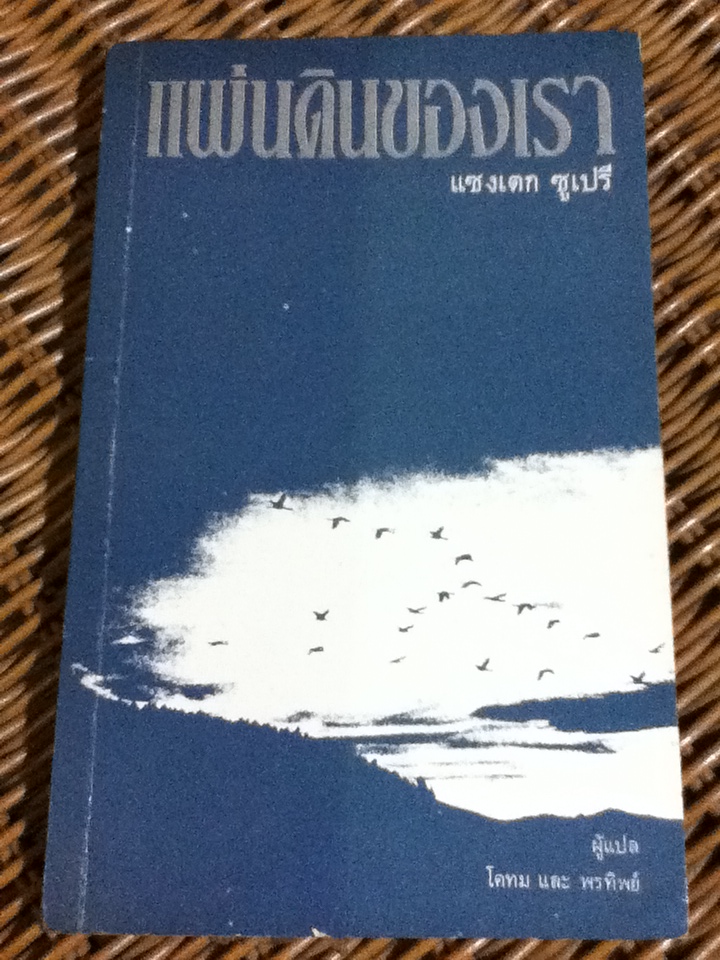 แผ่นดินของเรา
แซงเตก ซูเปรี
ผู้แปล
โคทม และ พรทิพย์